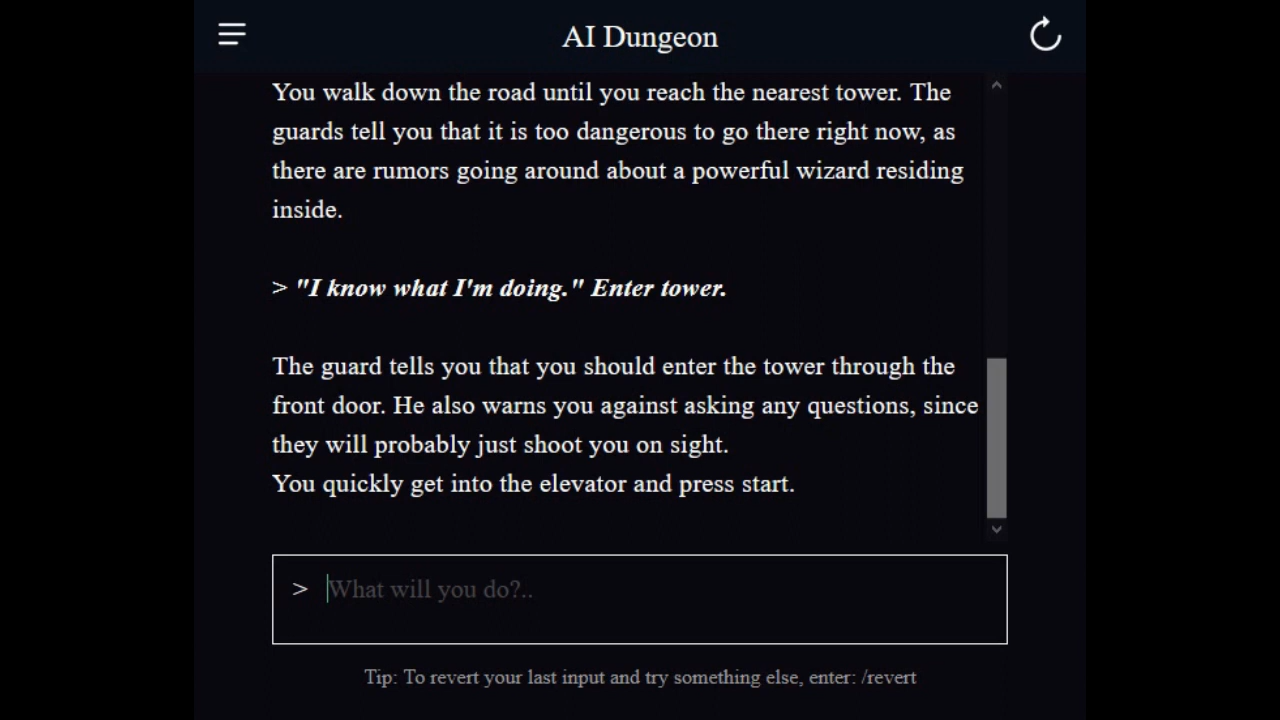 AI Dungeon
You walk down the road until you reach the nearest tower. The
guards tell you that it is too dangerous to go there right now, as
there are rumors going around about a powerful wizard residing
inside.
> "I know what I'm doing." Enter tower.
The guard tells you that you should enter the tower through the
front door. He also warns you against asking any questions, since
they will probably just shoot you on sight.
You quickly get into the elevator and press start.
> What will you do?..
Tip: To revert your last input and try something else, enter: /revert